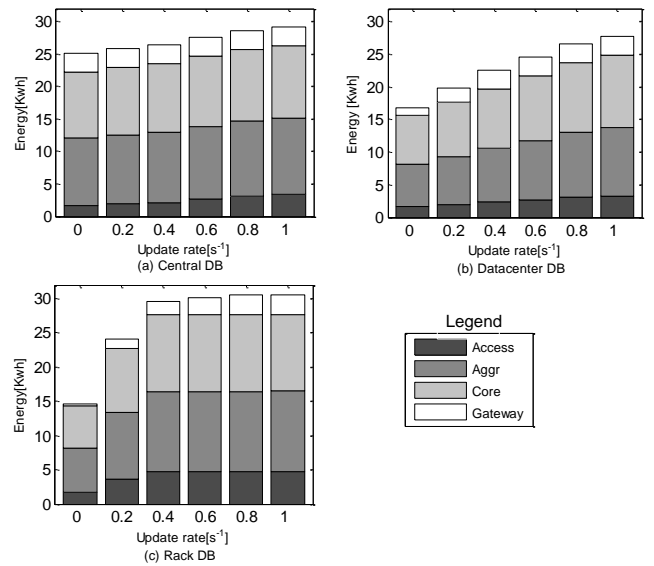 30
25
20
15
10
5
0
Energy[Kwh]
0 0.2 0.4 0.6 0.8 1
Update rate[s-1]
(a) Central DB
30
25
20
15
10
5
0
Energy [Kwh]
0 0.2 0.4 0.6 0.8 1
Update rate[s-1]
(b) Datacenter DB
30
25
20
15
10
5
0
Energy[Kwh]
0 0.2 0.4 0.6 0.8 1
Update rate[s-1]
(c) Rack DB
Legend
Access
Aggr
Core
Gateway